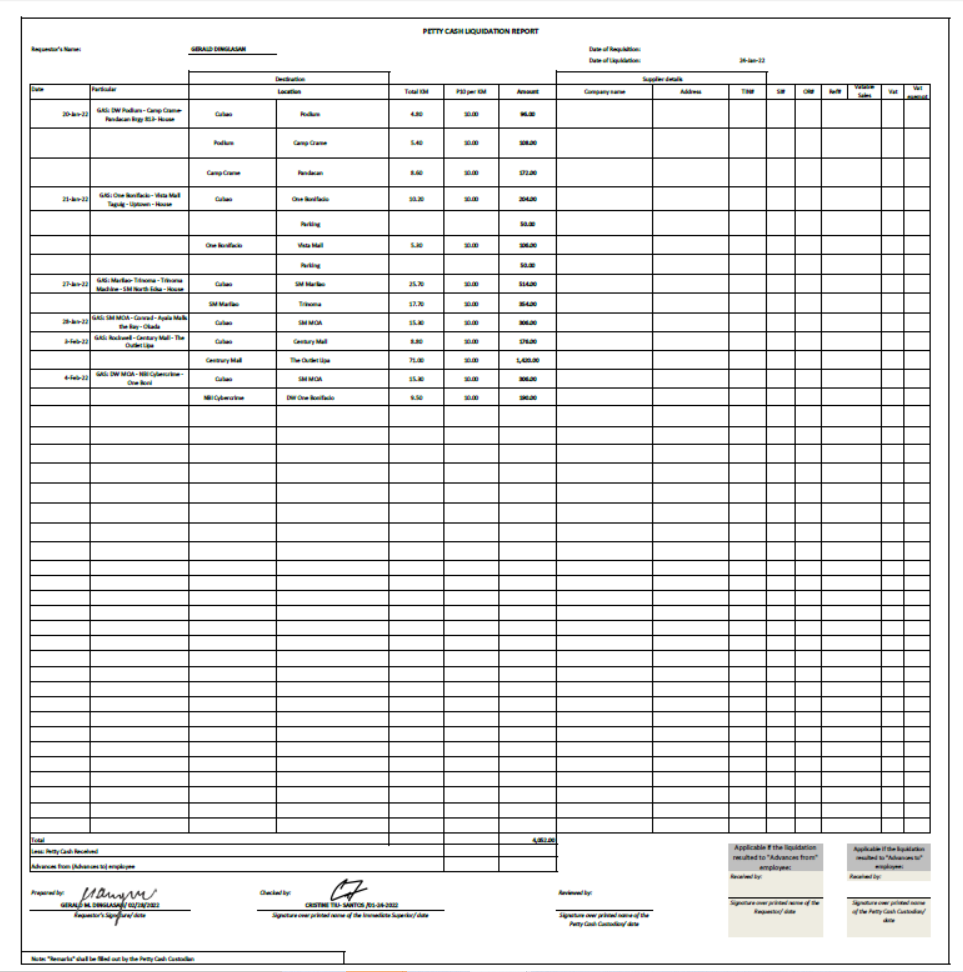 PETTY CASH LIQUIDATION REPORT
Requestor's Name: GERALD DINGLASAN Date of Requisition:
Date of Liquidation: 24-Jan-22
Destination Supplier details
Date Particular Location Total KM P10 per KM Amount Company name Address TIN# SI# OR# Ref# Vatable Sales Vat Vat exempt
20-Jan-22 GAS: DW Podium - Camp Crame- Pandacan Brgy 813- House Cubao Podium 4.80 10.00 96.00
Podium Camp Crame 5.40 10.00 108.00
Camp Crame Pandacan 8.60 10.00 172.00
21-Jan-22 GAS: One Bonifacio - Vista Mall Taguig - Uptown - House Cubao One Bonifacio 10.20 10.00 204.00
Parking 50.00
One Bonifacio Vista Mall 5.30 10.00 106.00
Parking 50.00
27-Jan-22 GAS: Marilao- Trinoma - Trinoma Machine - SM North Edsa - House Cubao SM Marilao 25.70 10.00 514.00
SM Marilao Trinoma 17.70 10.00 354.00
28-Jan-22 GAS: SM MOA - Conrad - Ayala Malls the Bay - Okada Cubao SM MOA 15.30 10.00 306.00
3-Feb-22 GAS: Rockwell - Century Mall - The Outlet Lipa Cubao Century Mall 8.80 10.00 176.00
Centrury Mall The Outlet Lipa 71.00 10.00 1,420.00
4-Feb-22 GAS: DW MOA - NBI Cybercrime - One Boni Cubao SM MOA 15.30 10.00 306.00
NBI Cybercrime DW One Bonifacio 9.50 10.00 190.00
Total 4,052.00
Less: Petty Cash Received
Advances from (Advances to) employee
Applicable if the liquidation resulted to "Advances from" employee:
Applicable if the liquidation resulted to "Advances to" employee:
Received by: Received by:
Prepared by: Checked by: Reviewed by:
GERALD M. DINGLASAN/ 02/28/2022 CRISTINE TIU- SANTOS /01-24-2022
Requestor's Signature/ date Signature over printed name of the Immediate Superior/ date
Signature over printed name of the Petty Cash Custodian/ date
Signature over printed name of the Requestor/ date
Signature over printed name of the Petty Cash Custodian/ date
Note: "Remarks" shall be filled out by the Petty Cash Custodian